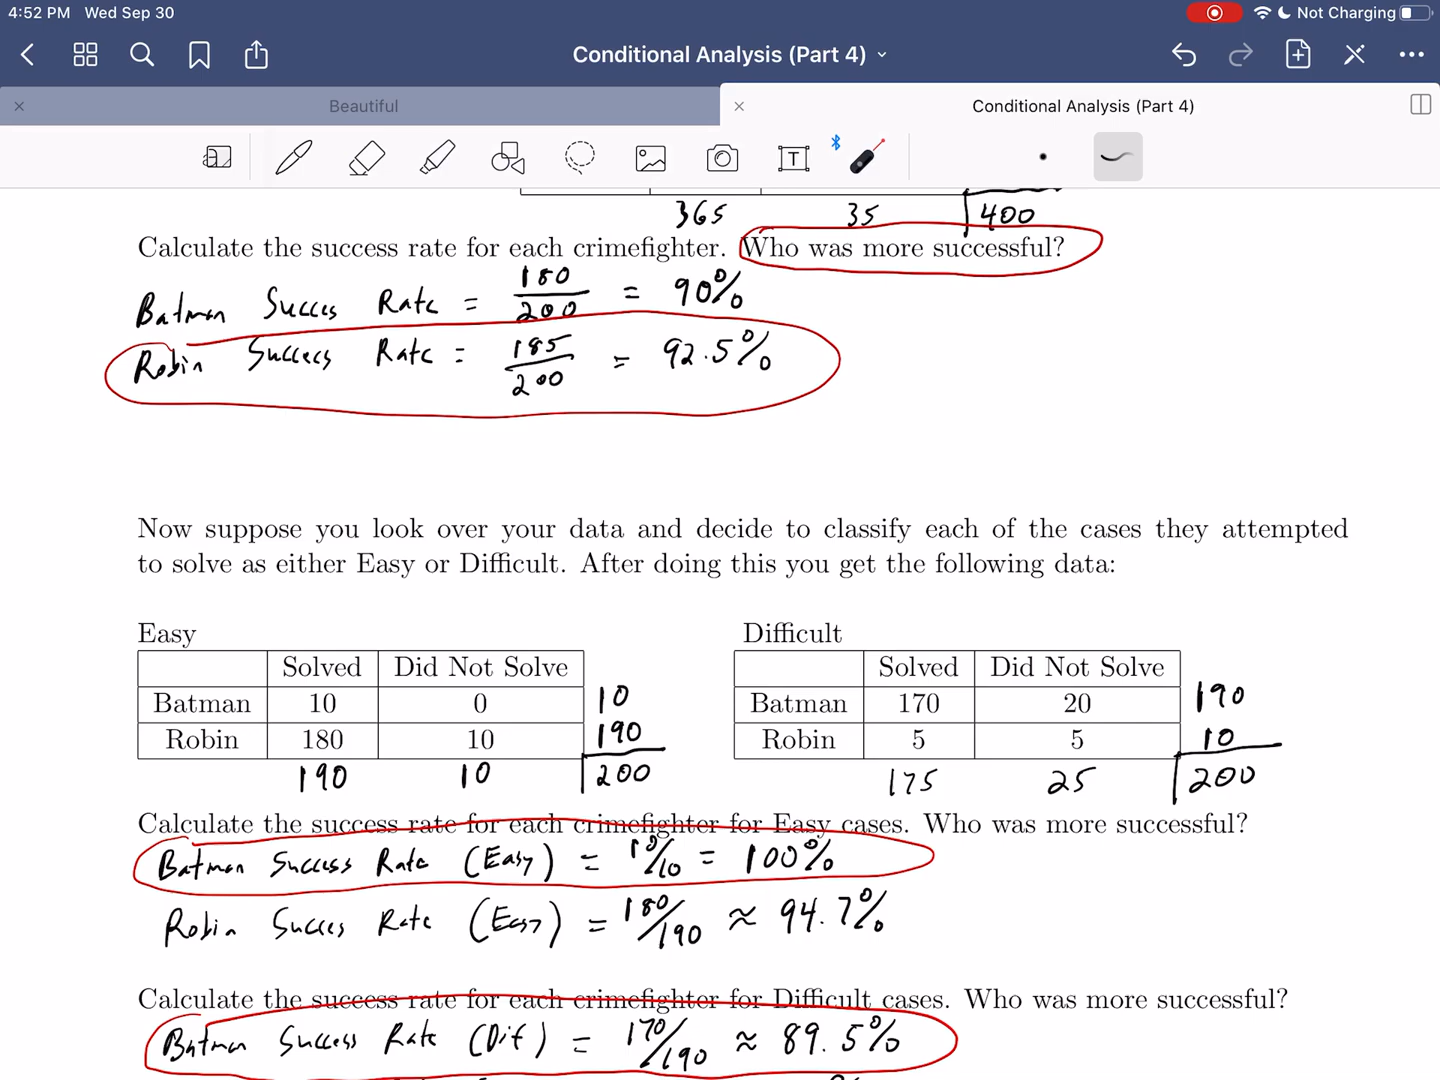 4:52 PM Wed Sep 30 Not Charging
Conditional Analysis (Part 4)
Beautiful Conditional Analysis (Part 4)
365 35 400
Calculate the success rate for each crimefighter. Who was more successful?
Batman Succes Rate = 180/200 = 90%
Robin Success Rate = 185/200 = 92.5%
Now suppose you look over your data and decide to classify each of the cases they attempted
to solve as either Easy or Difficult. After doing this you get the following data:
Easy
Solved Did Not Solve
Batman 10 0 10
Robin 180 10 190
190 10 200
Difficult
Solved Did Not Solve
Batman 170 20 190
Robin 5 5 10
175 25 200
Calculate the success rate for each crimefighter for Easy cases. Who was more successful?
Batman Success Rate (Easy) = 10/10 = 100%
Robin Succes Rate (Easy) = 180/190 ≈ 94.7%
Calculate the success rate for each crimefighter for Difficult cases. Who was more successful?
Batman Success Rate (Dif) = 170/190 ≈ 89.5%